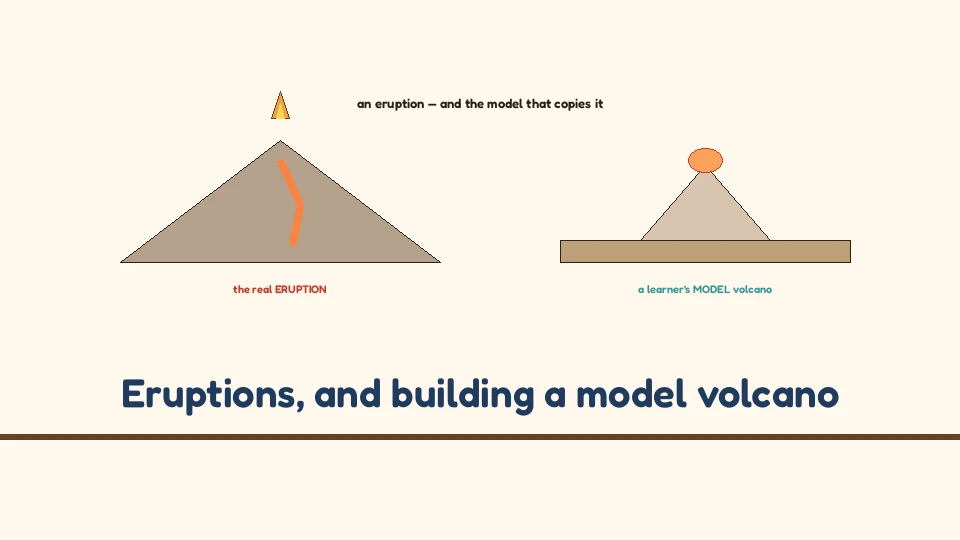 an eruption — and the model that copies it
the real ERUPTION
a learner's MODEL volcano
Eruptions, and building a model volcano